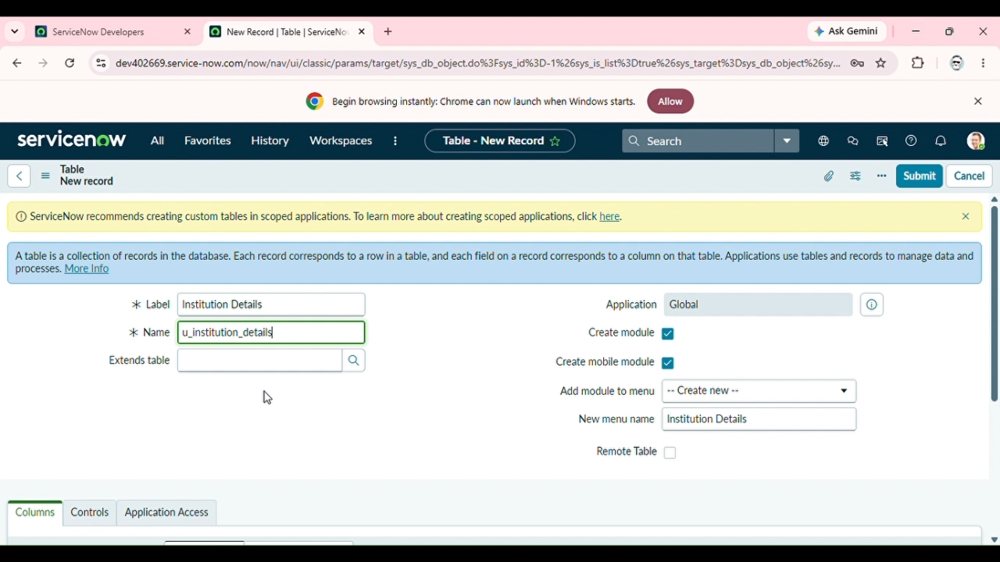 ServiceNow Developers
New Record | Table | ServiceNo
Ask Gemini
dev402669.service-now.com/now/nav/ui/classic/params/target/sys_db_object.do%3Fsys_id%3D-1%26sys_is_list%3Dtrue%26sys_target%3Dsys_db_object%26sy...
Begin browsing instantly: Chrome can now launch when Windows starts. Allow
servicenow All Favorites History Workspaces Table - New Record Search
Table
New record
Submit Cancel
ServiceNow recommends creating custom tables in scoped applications. To learn more about creating scoped applications, click here.
A table is a collection of records in the database. Each record corresponds to a row in a table, and each field on a record corresponds to a column on that table. Applications use tables and records to manage data and
processes. More Info
* Label Institution Details Application Global
* Name u_institution_details Create module
Extends table Create mobile module
Add module to menu -- Create new --
New menu name Institution Details
Remote Table
Columns Controls Application Access